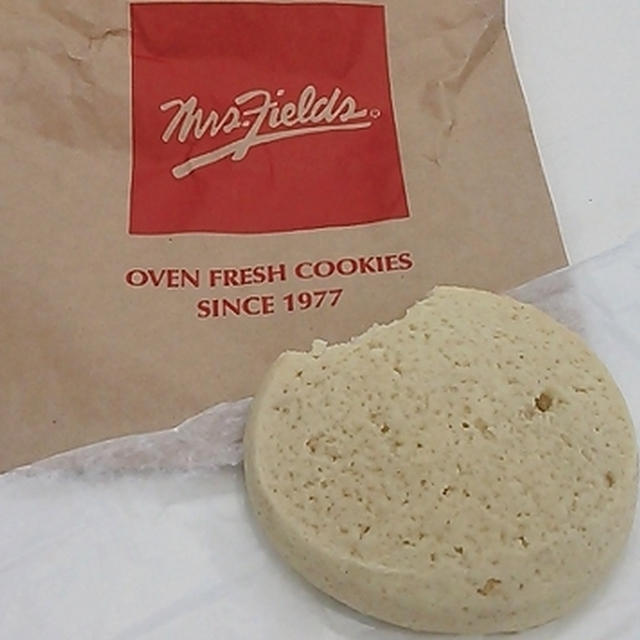 Mrs. Fields®
OVEN FRESH COOKIES
SINCE 1977